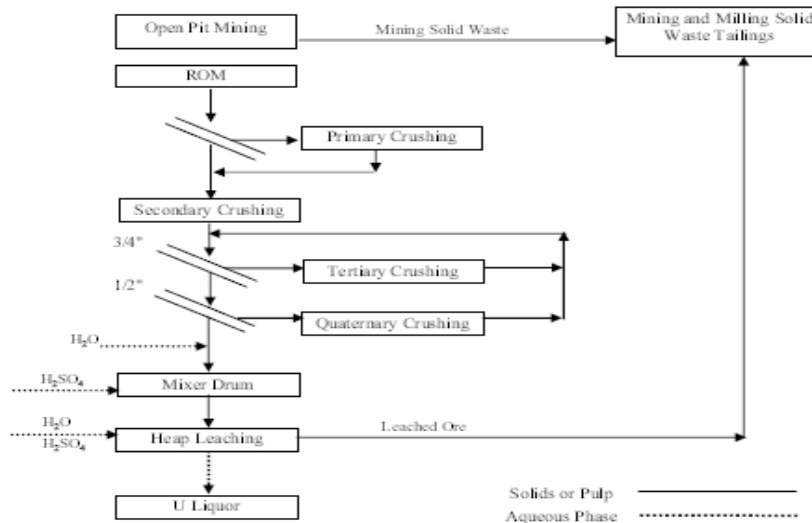 Open Pit Mining
Mining Solid Waste
Mining and Milling Solid
Waste Tailings
ROM
Primary Crushing
Secondary Crushing
3/4"
Tertiary Crushing
1/2"
Quaternary Crushing
H₂O
H₂SO₄
Mixer Drum
H₂O
H₂SO₄
Heap Leaching
Leached Ore
U Liquor
Solids or Pulp
Aqueous Phase